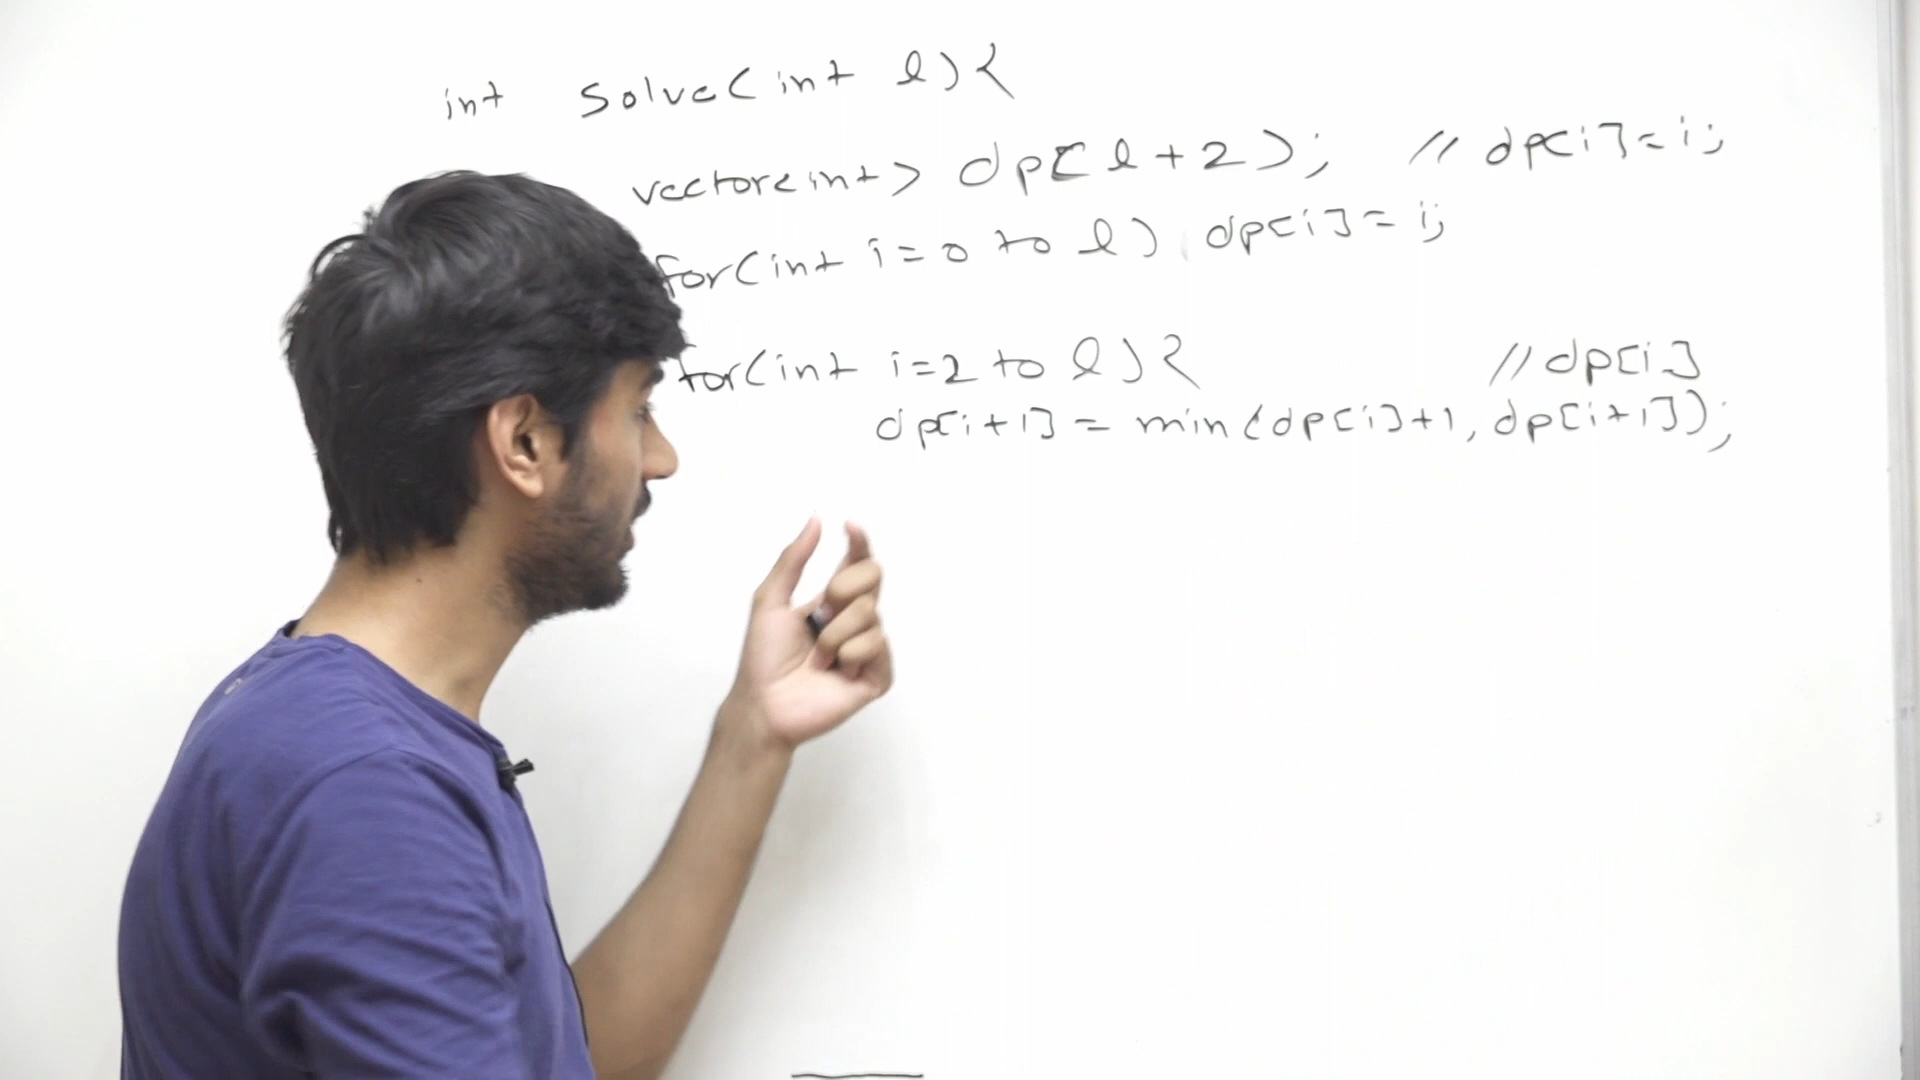 int solve(int l){
vector<int> dp[l+2); // dp[i]=i;
for(int i=0 to l) dp[i]=i;
for(int i=2 to l){ //dp[i]
dp[i+1] = min(dp[i]+1, dp[i+1]);